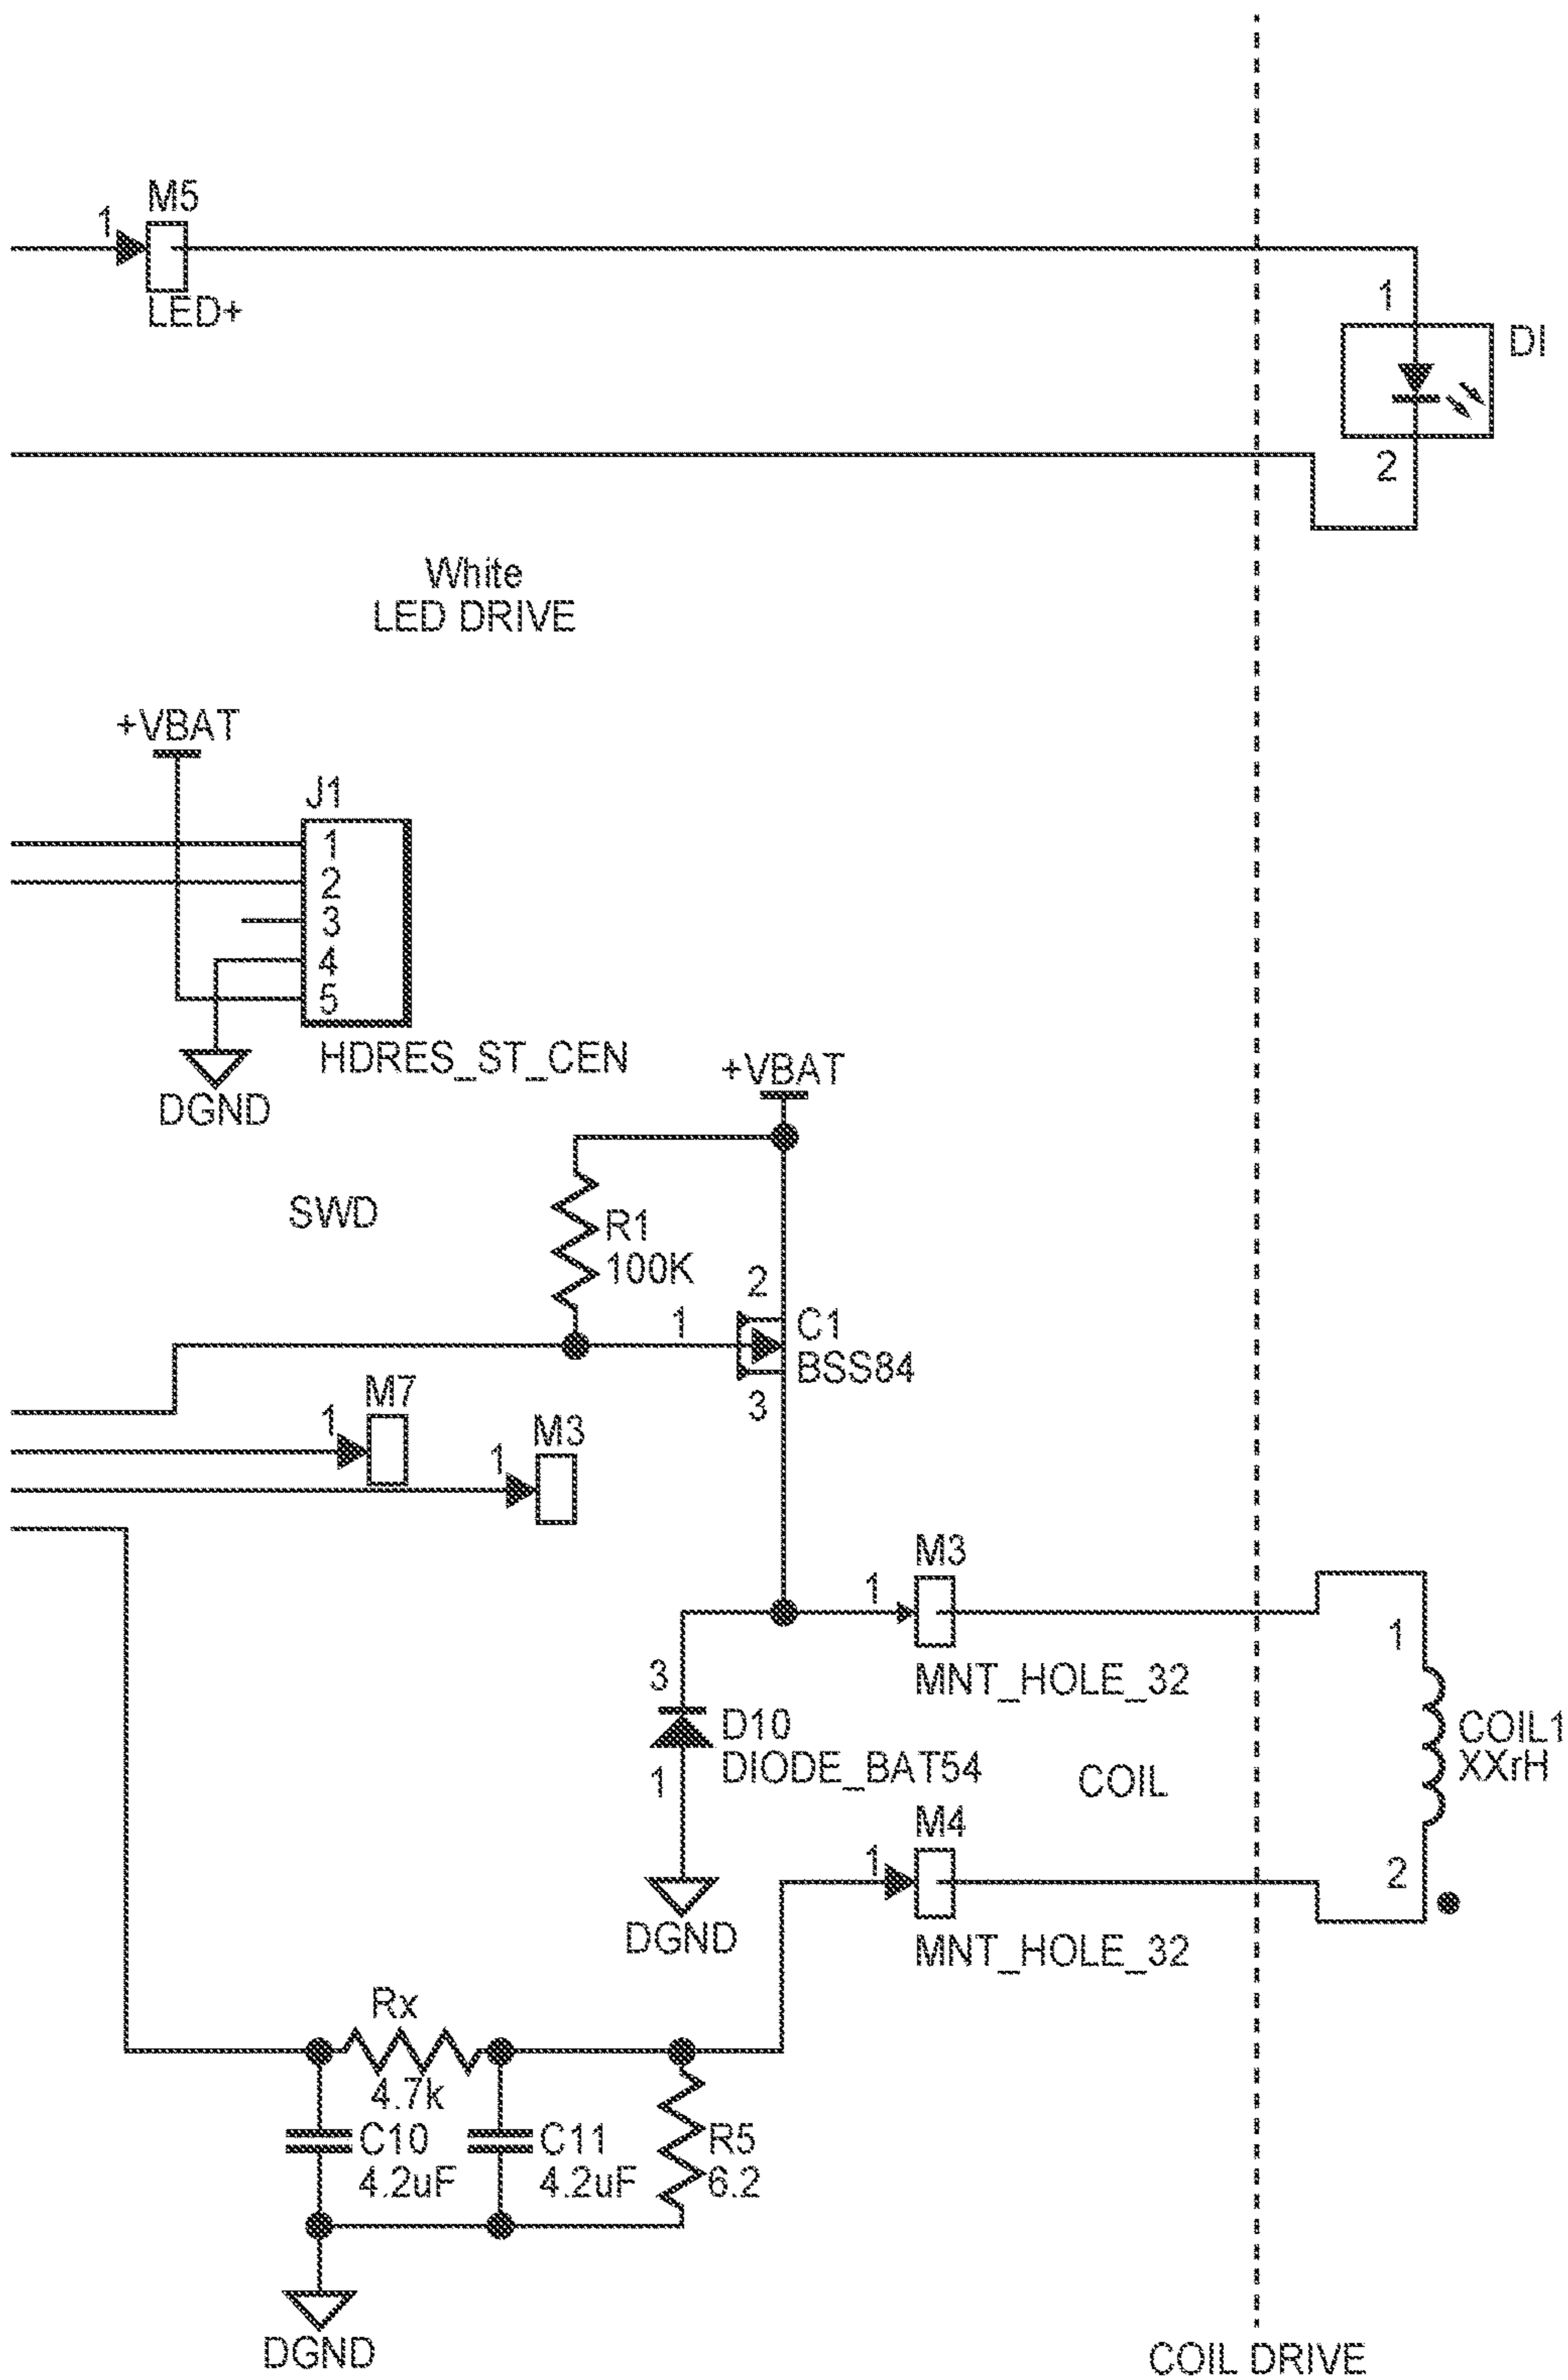 M5
1
LED+
1
DI
2
White
LED DRIVE
+VBAT
J1
1
2
3
4
5
HDRES_ST_CEN
DGND
+VBAT
SWD
R1
100K
2
1
C1
BSS84
3
M7
1
M3
1
M3
1
MNT_HOLE_32
1
COIL1
XXrH
3
D10
DIODE_BAT54
1
COIL
M4
1
2
DGND
MNT_HOLE_32
Rx
4.7k
C10
4.2uF
C11
4.2uF
R5
6.2
DGND
COIL DRIVE